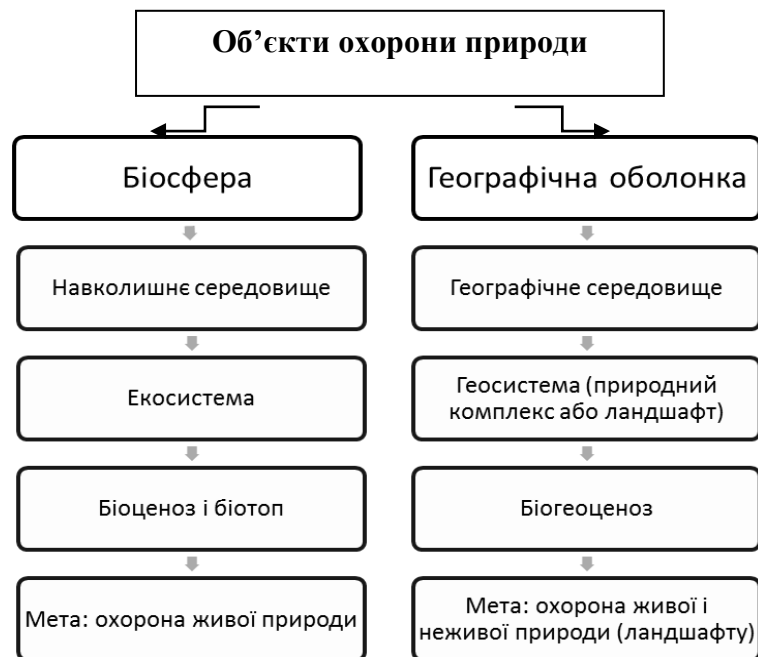 Об’єкти охорони природи
Біосфера
Географічна оболонка
Навколишнє середовище
Географічне середовище
Екосистема
Геосистема (природний
комплекс або ландшафт)
Біоценоз і біотоп
Біогеоценоз
Мета: охорона живої природи
Мета: охорона живої і
неживої природи (ландшафту)